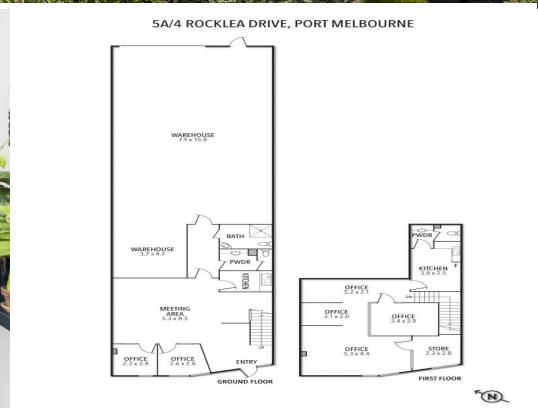 5A/4 ROCKLEA DRIVE, PORT MELBOURNE
WAREHOUSE
7.9 x 15.8
BATH
WAREHOUSE
3.7 x 4.7
PWDR
KITCHEN
MEETING
AREA
5.3 x 8.5
UP
OFFICE
2.2 x 2.8
OFFICE
2.6 x 2.8
ENTRY
GROUND FLOOR
PWDR
KITCHEN
3.8 x 2.5
F
OFFICE
5.2 x 2.1
DN
OFFICE
3.1 x 2.0
OFFICE
3.4 x 2.9
OFFICE
5.3 x 4.4
STORE
2.3 x 2.8
FIRST FLOOR
N